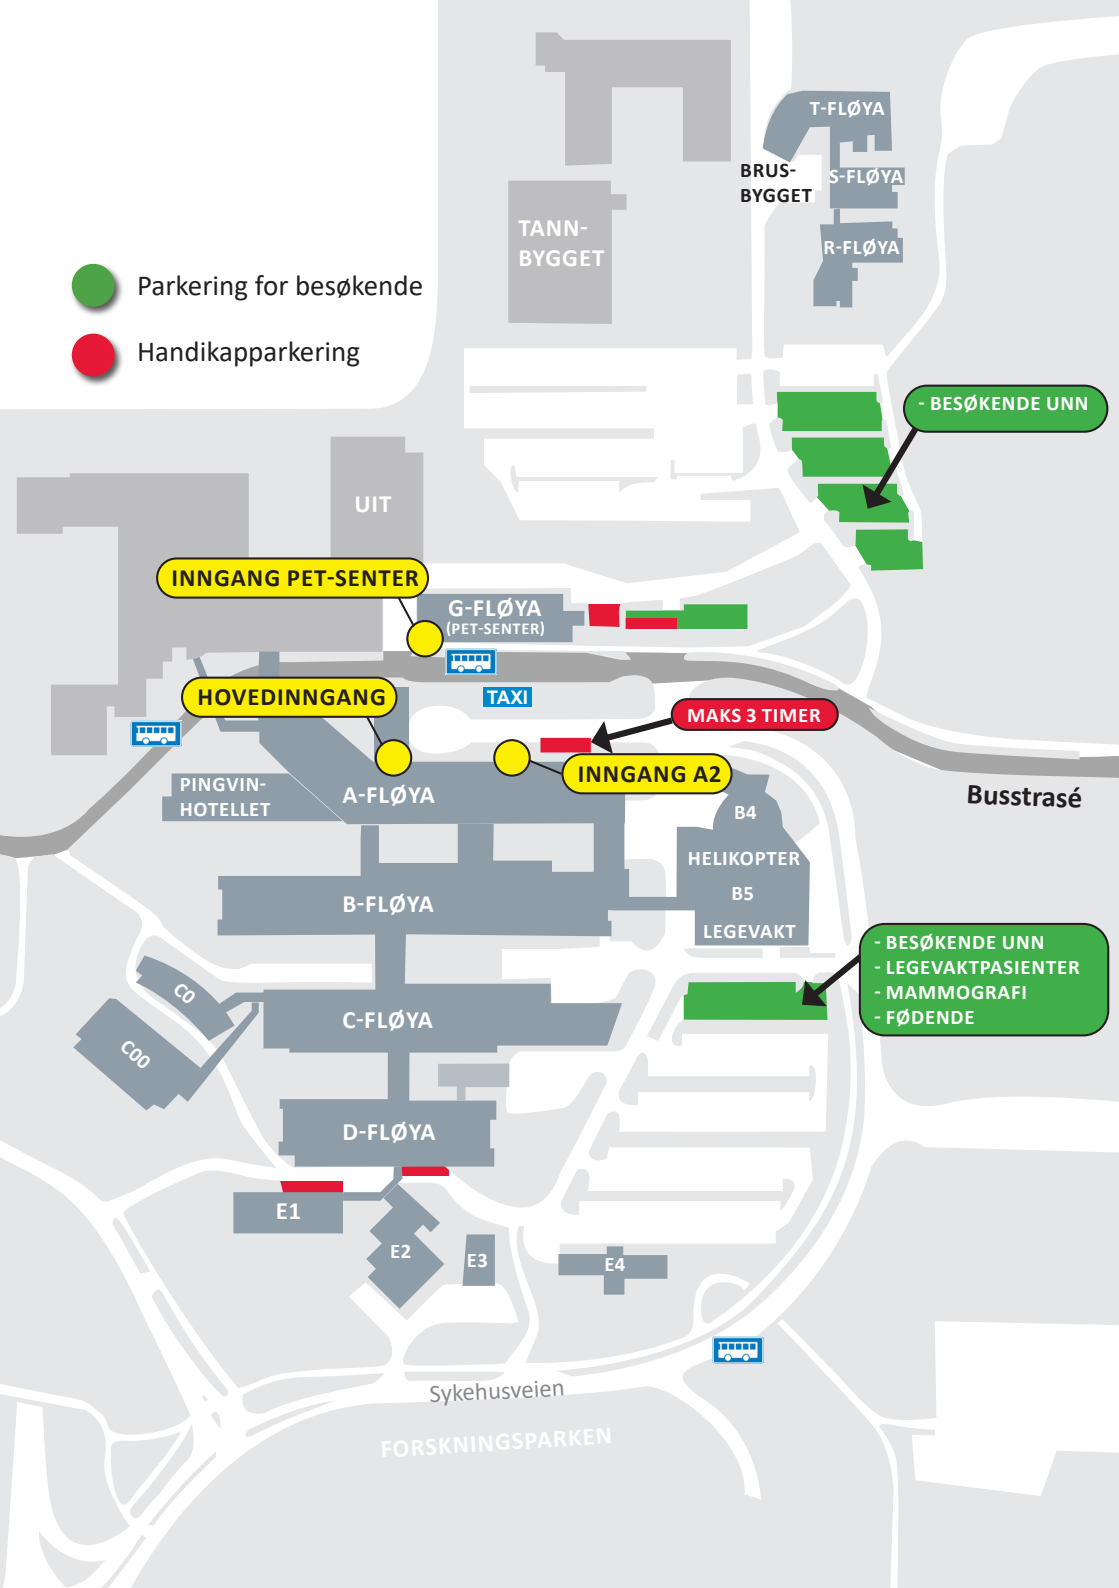 T-FLØYA
BRUS-
BYGGET
S-FLØYA
R-FLØYA
TANN-
BYGGET
Parkering for besøkende
Handikapparkering
- BESØKENDE UNN
UIT
INNGANG PET-SENTER
G-FLØYA
(PET-SENTER)
HOVEDINNGANG
TAXI
MAKS 3 TIMER
INNGANG A2
PINGVIN-
HOTELLET
A-FLØYA
Busstrasé
B4
HELIKOPTER
B5
LEGEVAKT
B-FLØYA
- BESØKENDE UNN
- LEGEVAKTPASIENTER
- MAMMOGRAFI
- FØDENDE
C0
C-FLØYA
C00
D-FLØYA
E1
E2
E3
E4
Sykehusveien
FORSKNINGSPARKEN